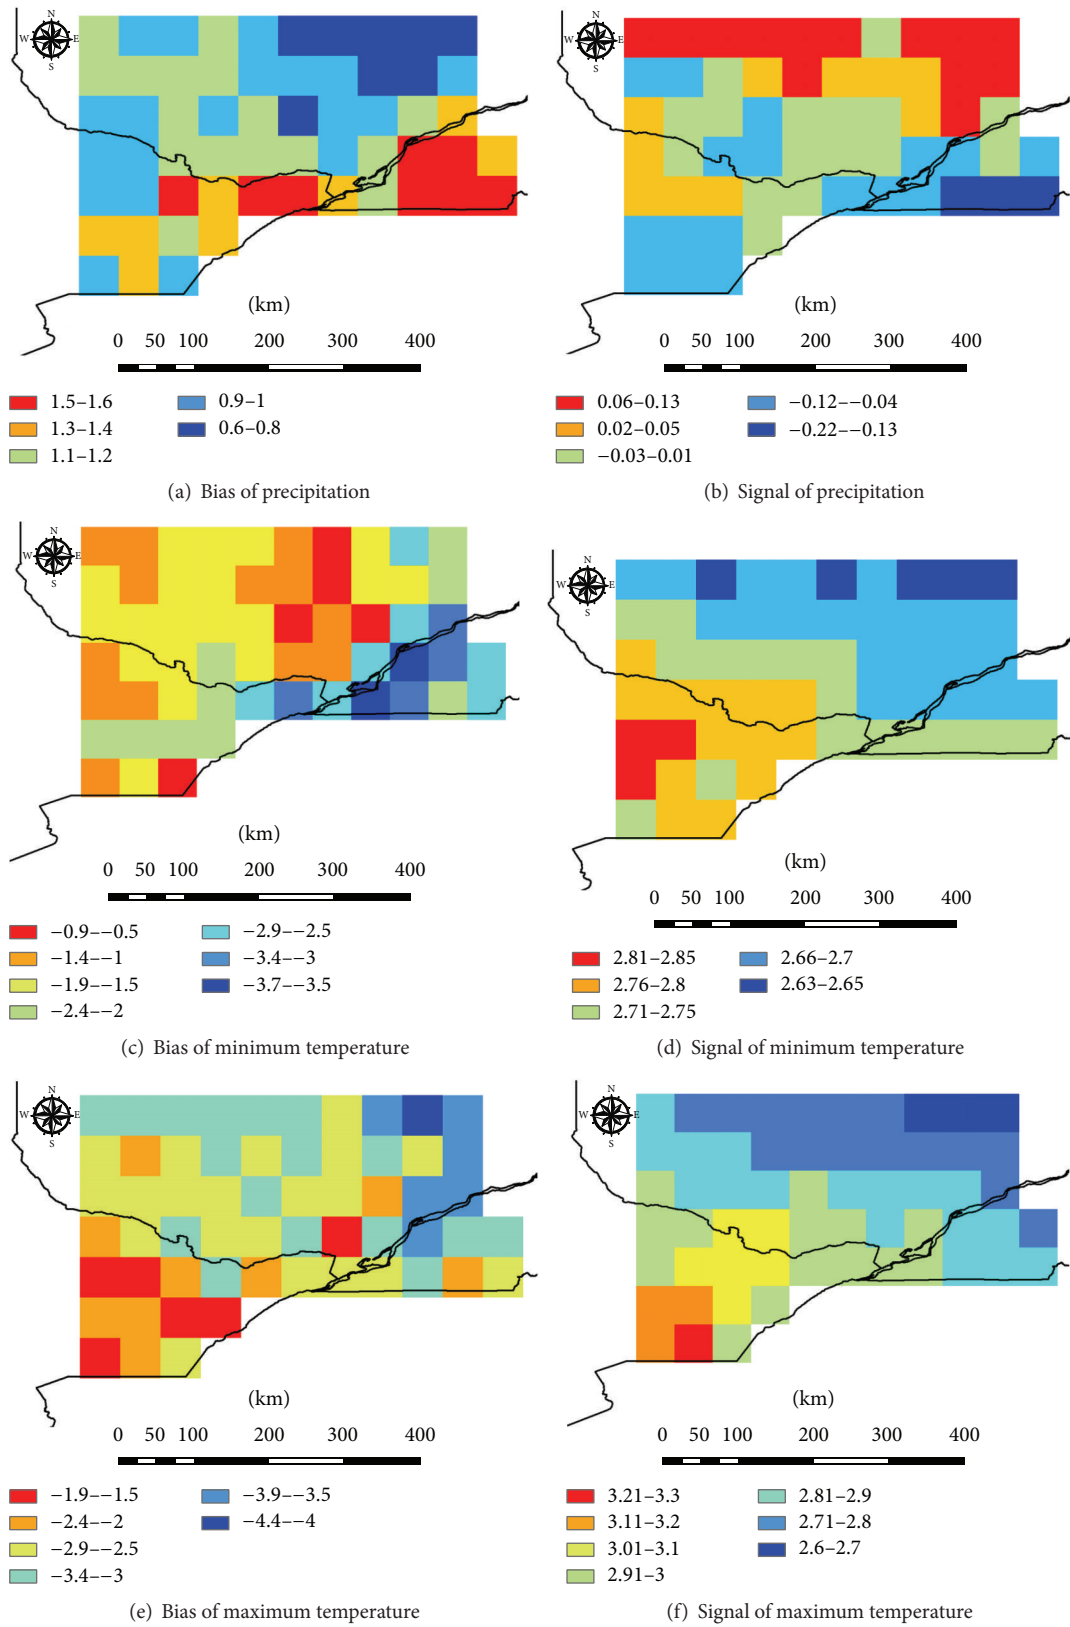 N N
W E W E
S S
(km) (km)
0 50 100 200 300 400 0 50 100 200 300 400
1.5–1.6 0.9–1 0.06–0.13 −0.12–−0.04
1.3–1.4 0.6–0.8 0.02–0.05 −0.22–−0.13
1.1–1.2 −0.03–0.01
(a) Bias of precipitation (b) Signal of precipitation
N N
W E W E
S S
(km) (km)
0 50 100 200 300 400 0 50 100 200 300 400
−0.9–−0.5 −2.9–−2.5 2.81–2.85 2.66–2.7
−1.4–−1 −3.4–−3 2.76–2.8 2.63–2.65
−1.9–−1.5 −3.7–−3.5 2.71–2.75
−2.4–−2
(c) Bias of minimum temperature (d) Signal of minimum temperature
N N
W E W E
S S
(km) (km)
0 50 100 200 300 400 0 50 100 200 300 400
−1.9–−1.5 −3.9–−3.5 3.21–3.3 2.81–2.9
−2.4–−2 −4.4–−4 3.11–3.2 2.71–2.8
−2.9–−2.5 3.01–3.1 2.6–2.7
−3.4–−3 2.91–3
(e) Bias of maximum temperature (f) Signal of maximum temperature